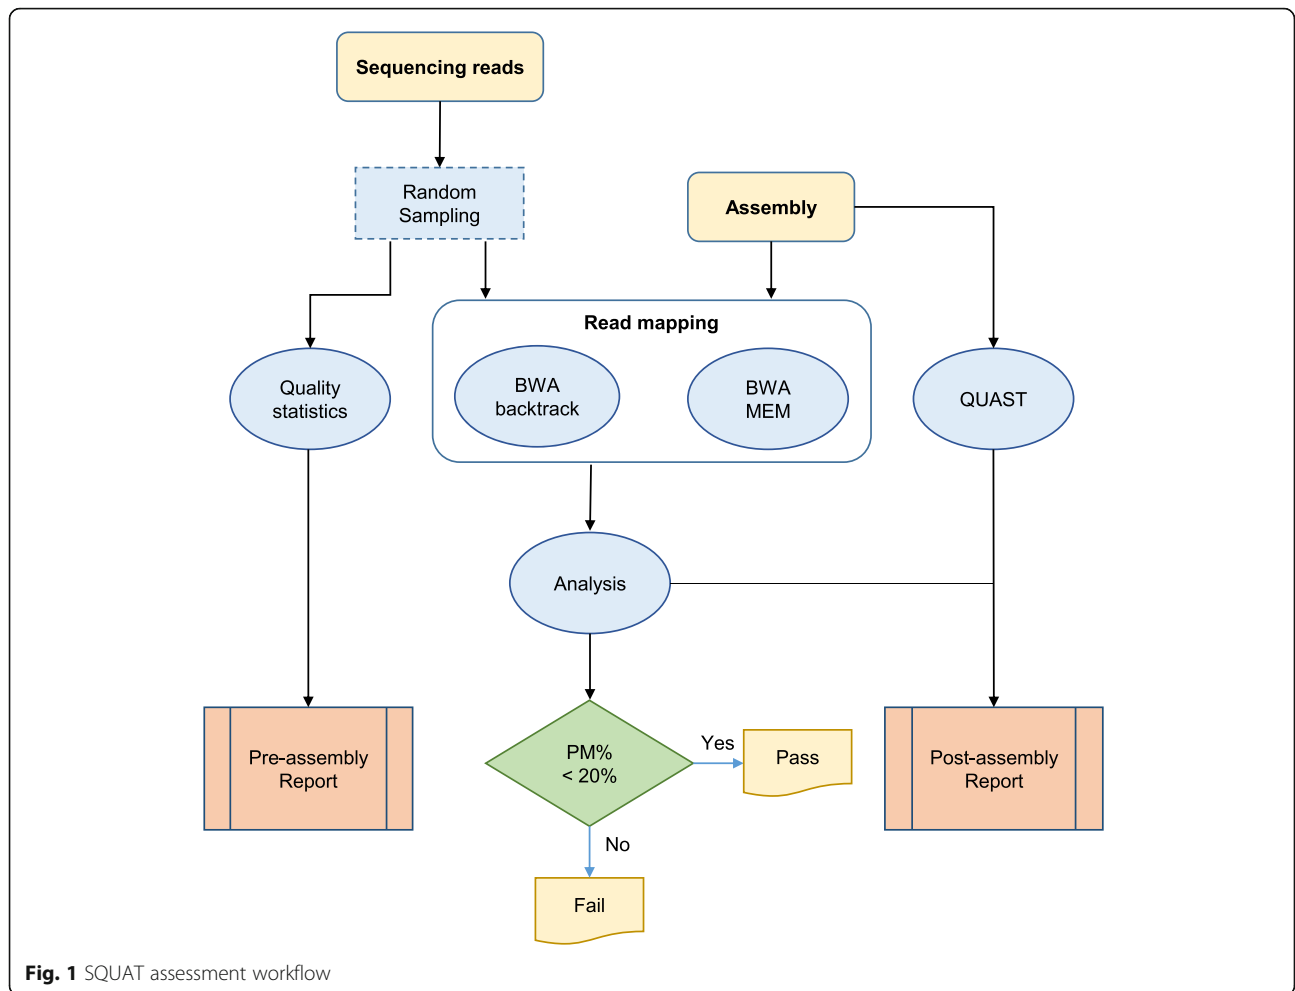 Sequencing reads
Random
Sampling
Assembly
Read mapping
Quality
statistics
BWA
backtrack
BWA
MEM
QUAST
Analysis
Pre-assembly
Report
PM%
< 20%
Yes
Pass
Post-assembly
Report
No
Fail
Fig. 1 SQUAT assessment workflow